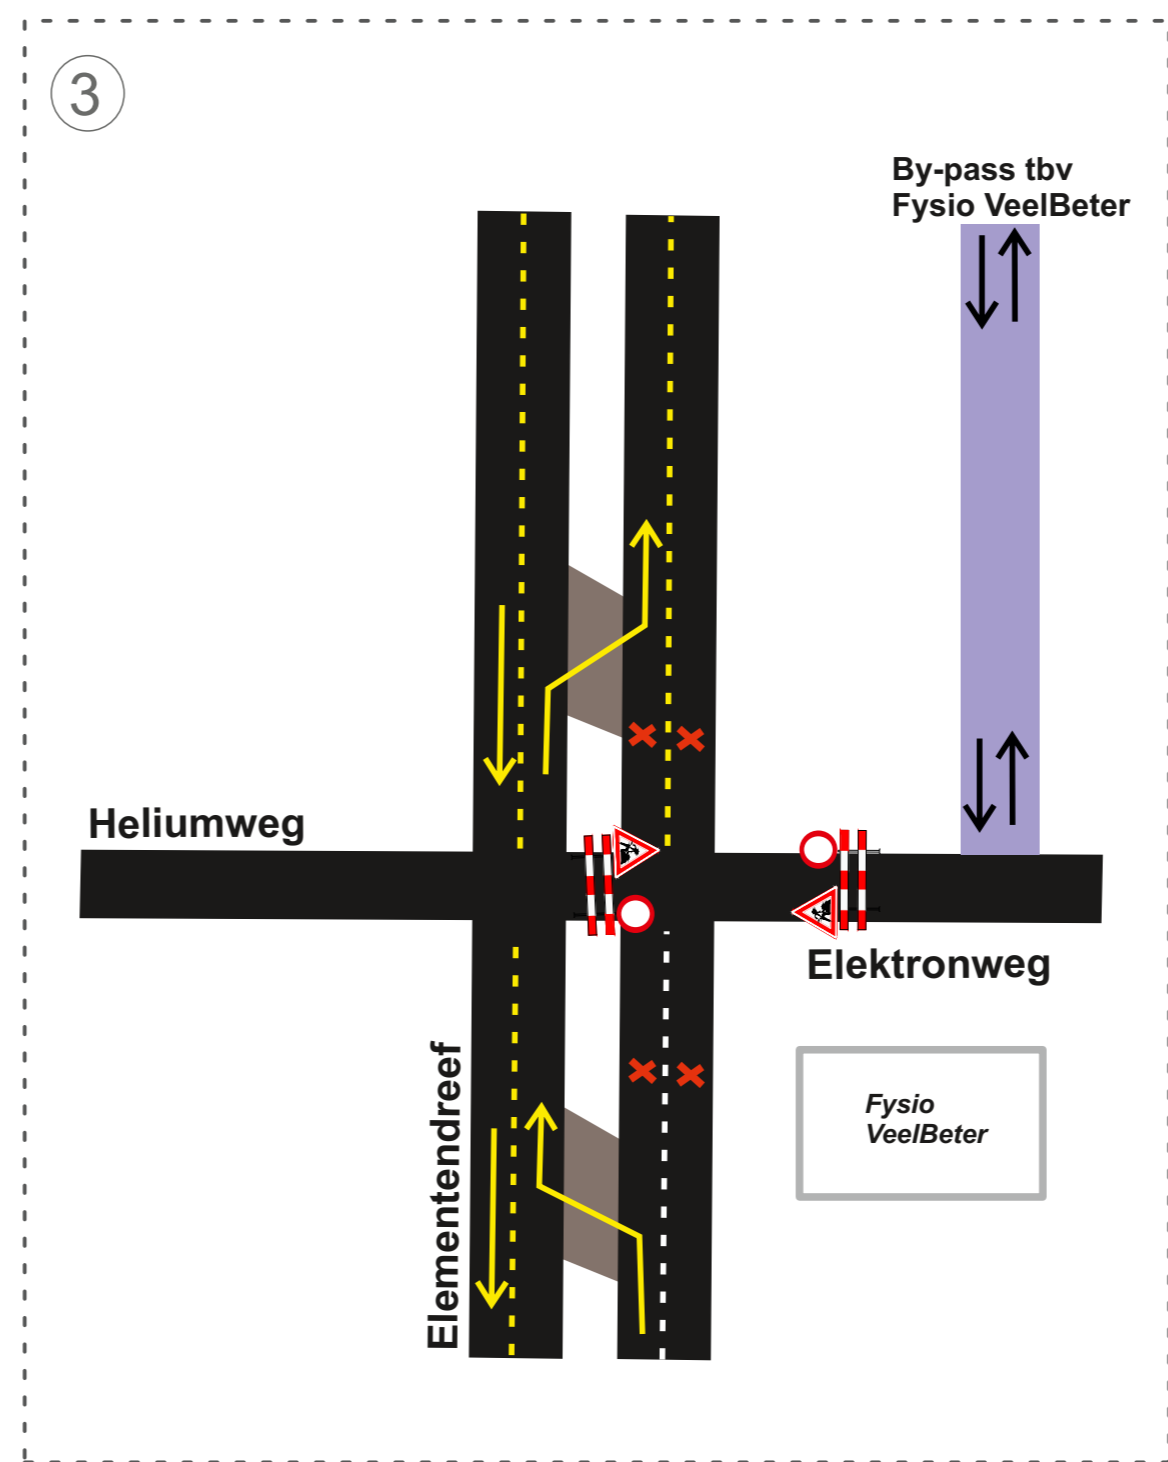 3
By-pass tbv
Fysio VeelBeter
Heliumweg
Elektronweg
Elementendreef
Fysio
VeelBeter